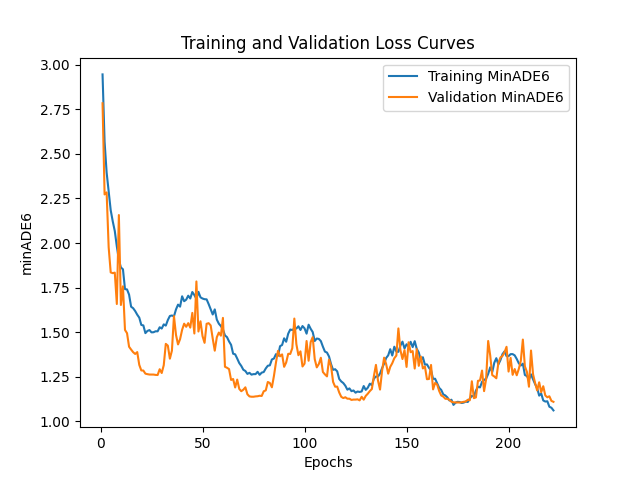 Training and Validation Loss Curves
Training MinADE6
Validation MinADE6
minADE6
3.00
2.75
2.50
2.25
2.00
1.75
1.50
1.25
1.00
0
50
100
150
200
Epochs